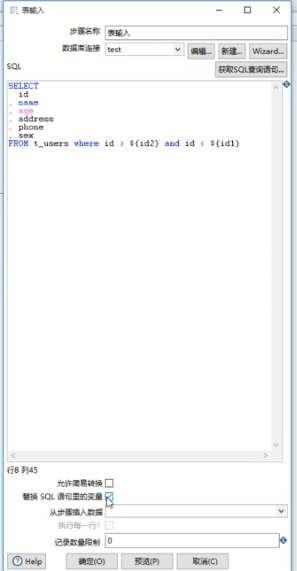 表输入
步骤名称 表输入
数据库连接 test 编辑... 新建... Wizard...
SQL 获取SQL查询语句...
SELECT
id
, name
, age
, address
, phone
, sex
FROM t_users where id > ${id2} and id < ${id1}
行8 列45
允许简易转换
替换 SQL 语句里的变量
从步骤插入数据
执行每一行?
记录数量限制 0
Help 确定(O) 预览(P) 取消(C)